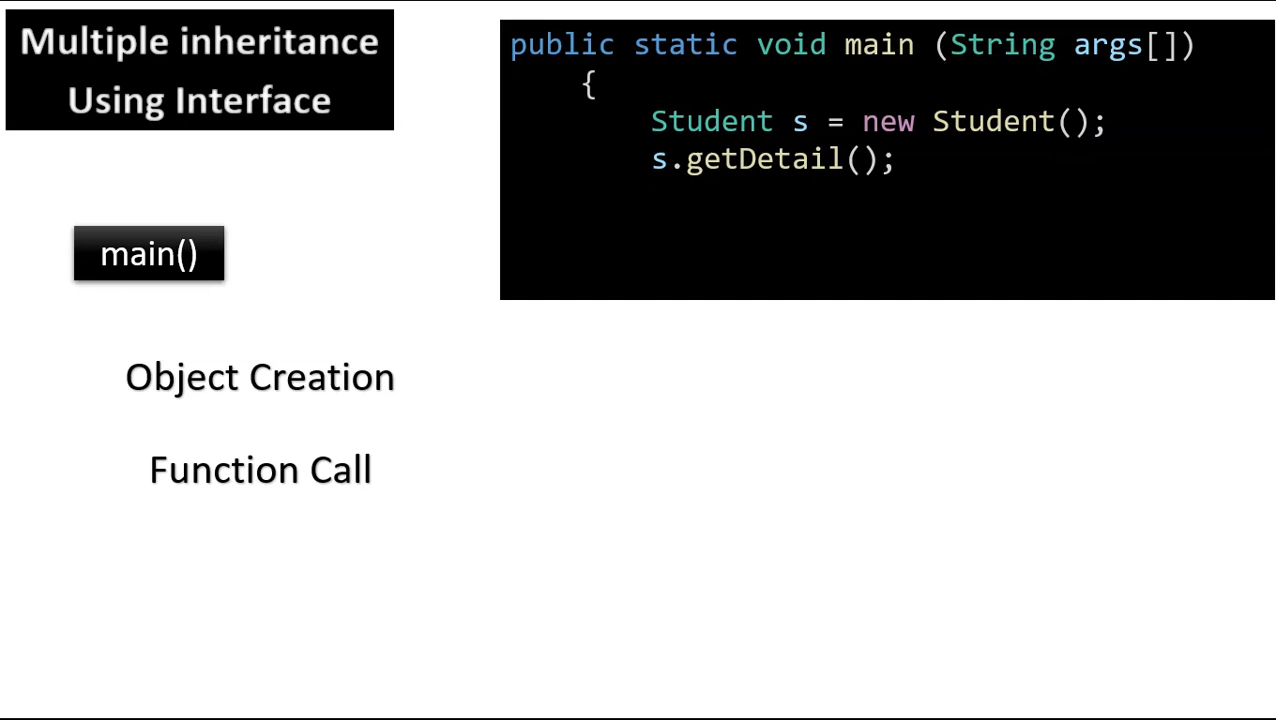 Multiple inheritance
Using Interface
public static void main (String args[])
{
Student s = new Student();
s.getDetail();
main()
Object Creation
Function Call